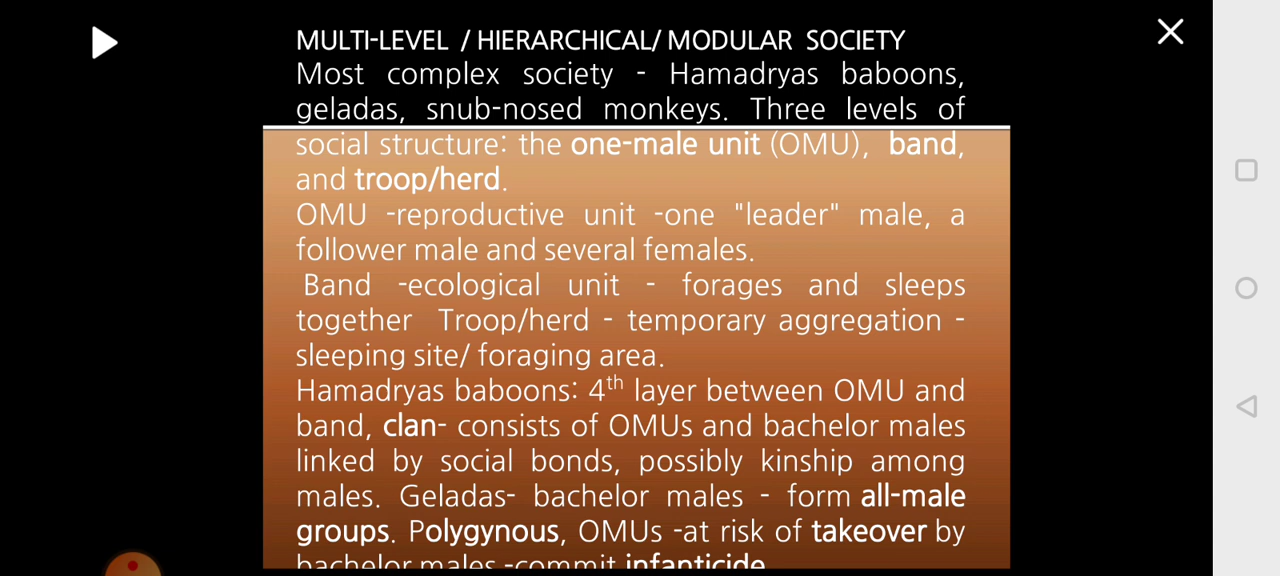 MULTI-LEVEL / HIERARCHICAL/ MODULAR SOCIETY
Most complex society - Hamadryas baboons,
geladas, snub-nosed monkeys. Three levels of
social structure: the one-male unit (OMU), band,
and troop/herd.
OMU -reproductive unit -one "leader" male, a
follower male and several females.
Band -ecological unit - forages and sleeps
together Troop/herd - temporary aggregation -
sleeping site/ foraging area.
Hamadryas baboons: 4th layer between OMU and
band, clan- consists of OMUs and bachelor males
linked by social bonds, possibly kinship among
males. Geladas- bachelor males - form all-male
groups. Polygynous, OMUs -at risk of takeover by
bachelor males -commit infanticide